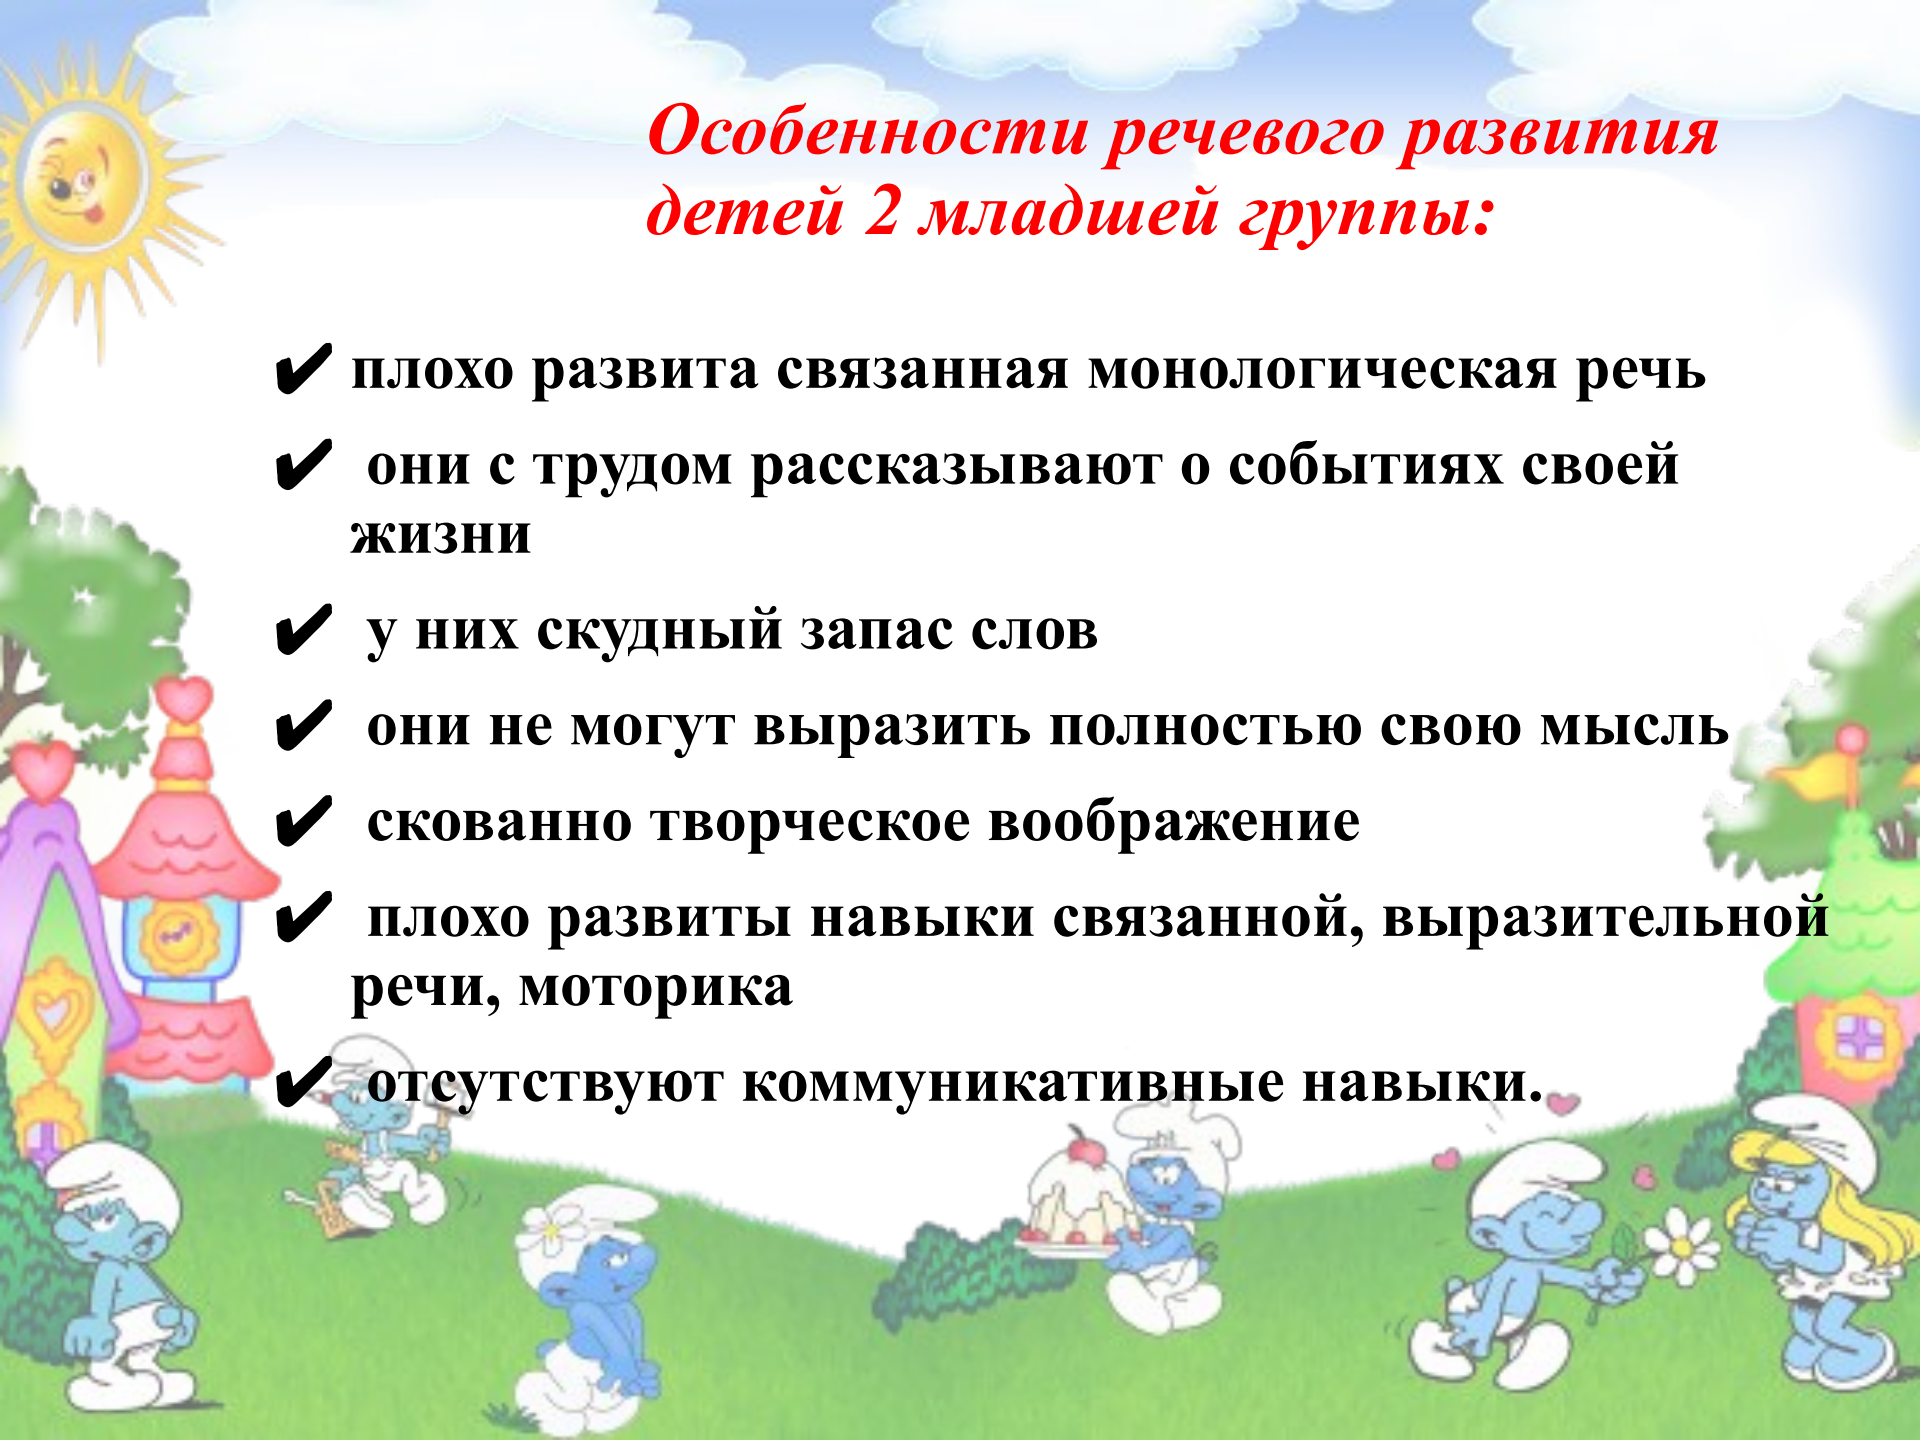 Особенности речевого развития
детей 2 младшей группы:
✔ плохо развита связанная монологическая речь
✔ они с трудом рассказывают о событиях своей
жизни
✔ у них скудный запас слов
✔ они не могут выразить полностью свою мысль
✔ скованно творческое воображение
✔ плохо развиты навыки связанной, выразительной
речи, моторика
✔ отсутствуют коммуникативные навыки.